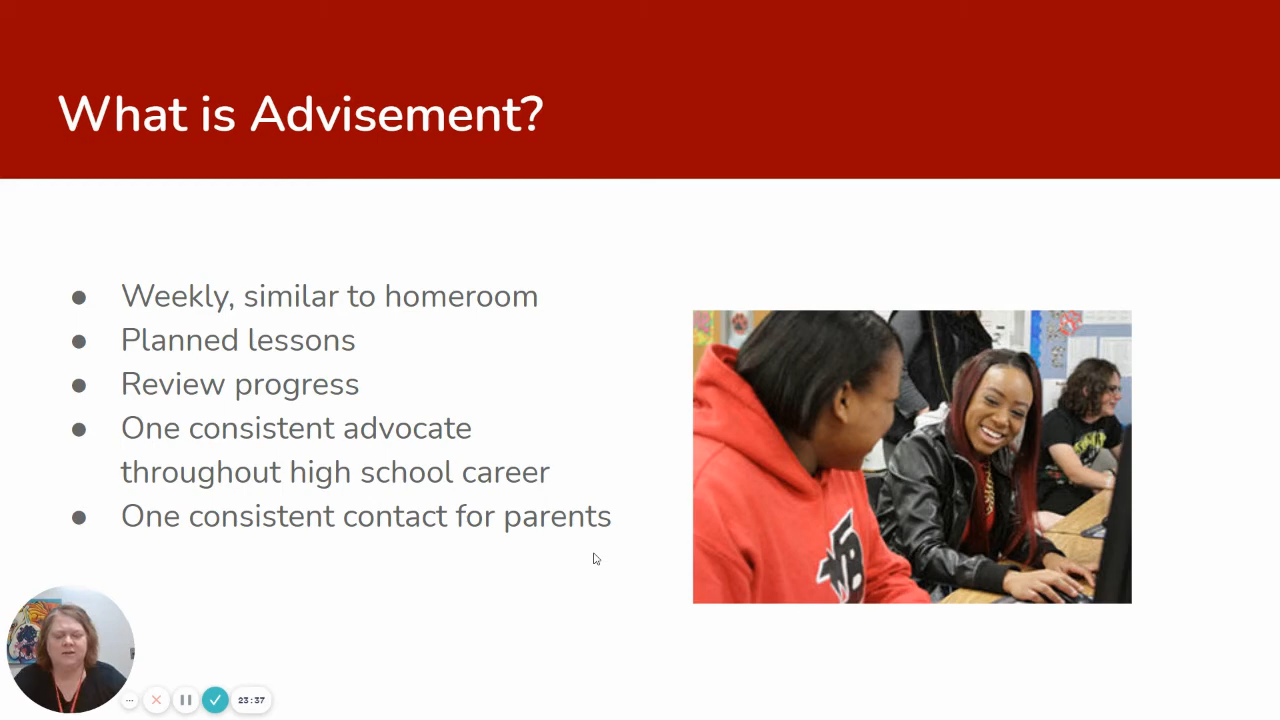 What is Advisement?
● Weekly, similar to homeroom
● Planned lessons
● Review progress
● One consistent advocate
throughout high school career
● One consistent contact for parents
23:37